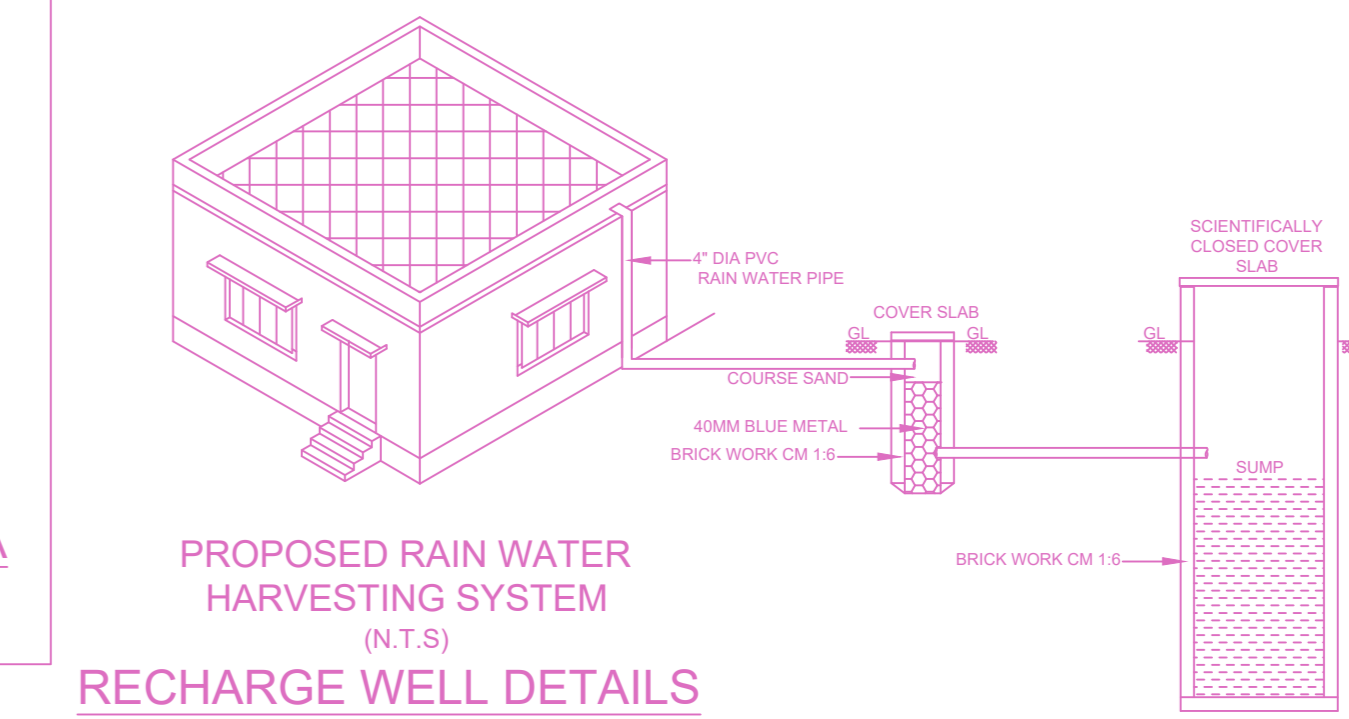 4" DIA PVC
RAIN WATER PIPE
COVER SLAB
GL
GL
COURSE SAND
40MM BLUE METAL
BRICK WORK CM 1:6
SCIENTIFICALLY
CLOSED COVER
SLAB
GL
SUMP
BRICK WORK CM 1:6
PROPOSED RAIN WATER
HARVESTING SYSTEM
(N.T.S)
RECHARGE WELL DETAILS